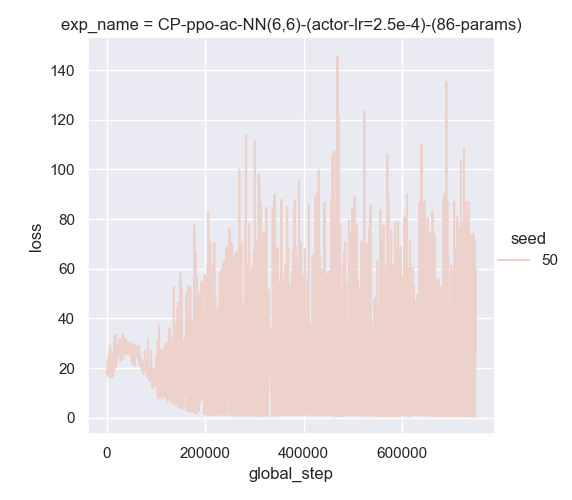 exp_name = CP-ppo-ac-NN(6,6)-(actor-lr=2.5e-4)-(86-params)
140
120
100
80
60
40
20
0
loss
0 200000 400000 600000
global_step
seed
50